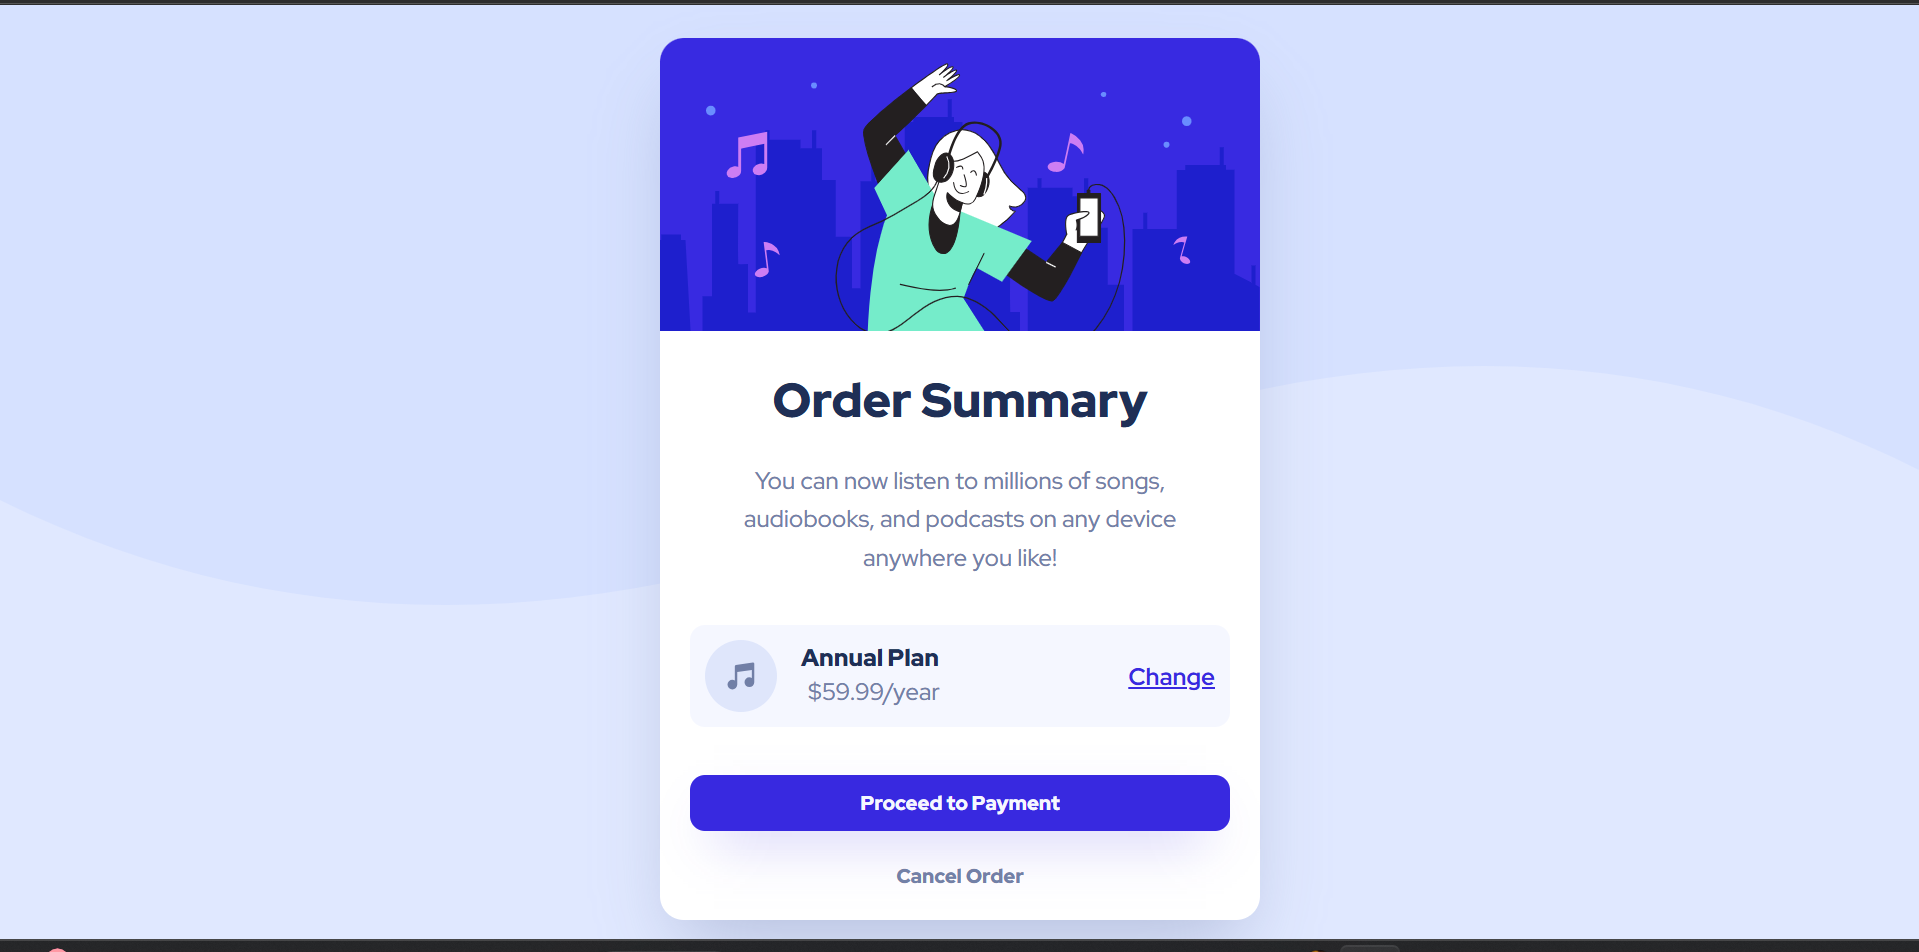 Order Summary
You can now listen to millions of songs,
audiobooks, and podcasts on any device
anywhere you like!
Annual Plan
$59.99/year
Change
Proceed to Payment
Cancel Order